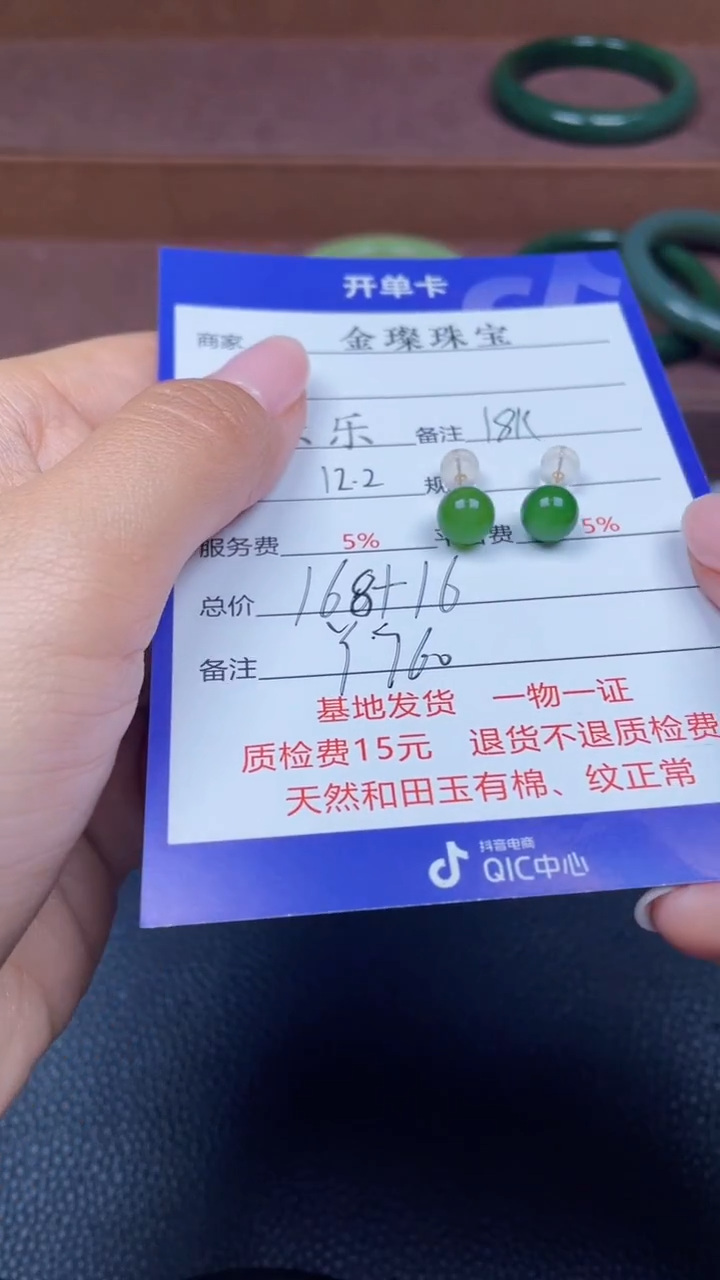 开单卡
商家 金璨珠宝
乐 备注 18K
12.2 规
服务费 5% 费 5%
总价 168+16
备注 ¥760
基地发货 一物一证
质检费15元 退货不退质检费
天然和田玉有棉、纹正常
抖音电商
QIC中心